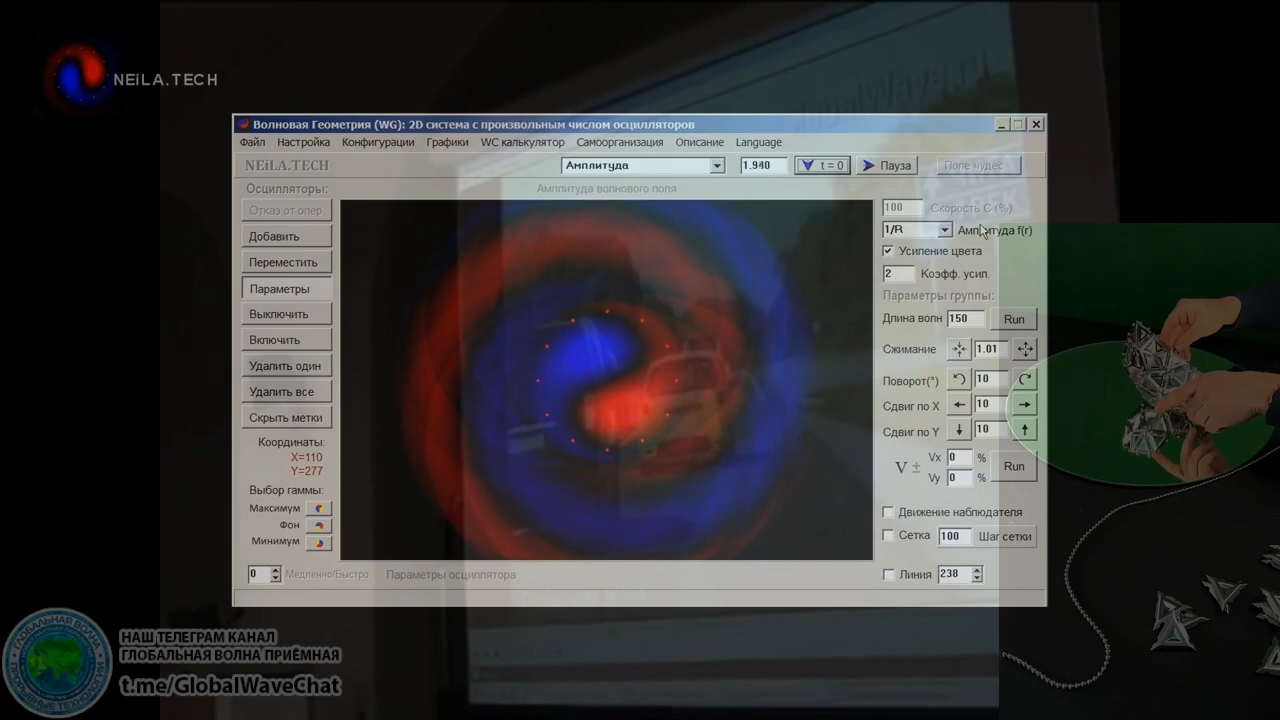 NEiLA.TECH
Волновая Геометрия (WG): 2D система с произвольным числом осцилляторов
Файл Настройка Конфигурации Графики WC калькулятор Самоорганизация Описание Language
NEiLA.TECH
Амплитуда
1.940
t = 0
Пауза
Поле чудес
Осцилляторы:
Амплитуда волнового поля
Отказ от опер.
Добавить
Переместить
Параметры
Выключить
Включить
Удалить один
Удалить все
Скрыть метки
Координаты:
X=110
Y=277
Выбор гаммы:
Максимум
Фон
Минимум
100 Скорость С (%)
1/R Амплитуда f(r)
Усиление цвета
2 Коэфф. усил.
Параметры группы:
Длина волн 150 Run
Сжимание 1.01
Поворот(°) 10
Сдвиг по X 10
Сдвиг по Y 10
V ± Vx 0 %
Vy 0 %
Run
Движение наблюдателя
Сетка 100 Шаг сетки
Линия 238
0 Медленно/Быстро
Параметры осциллятора
ГЛОБАЛЬНАЯ ВОЛНА
НАШ ТЕЛЕГРАМ КАНАЛ
ГЛОБАЛЬНАЯ ВОЛНА ПРИЁМНАЯ
t.me/GlobalWaveChat